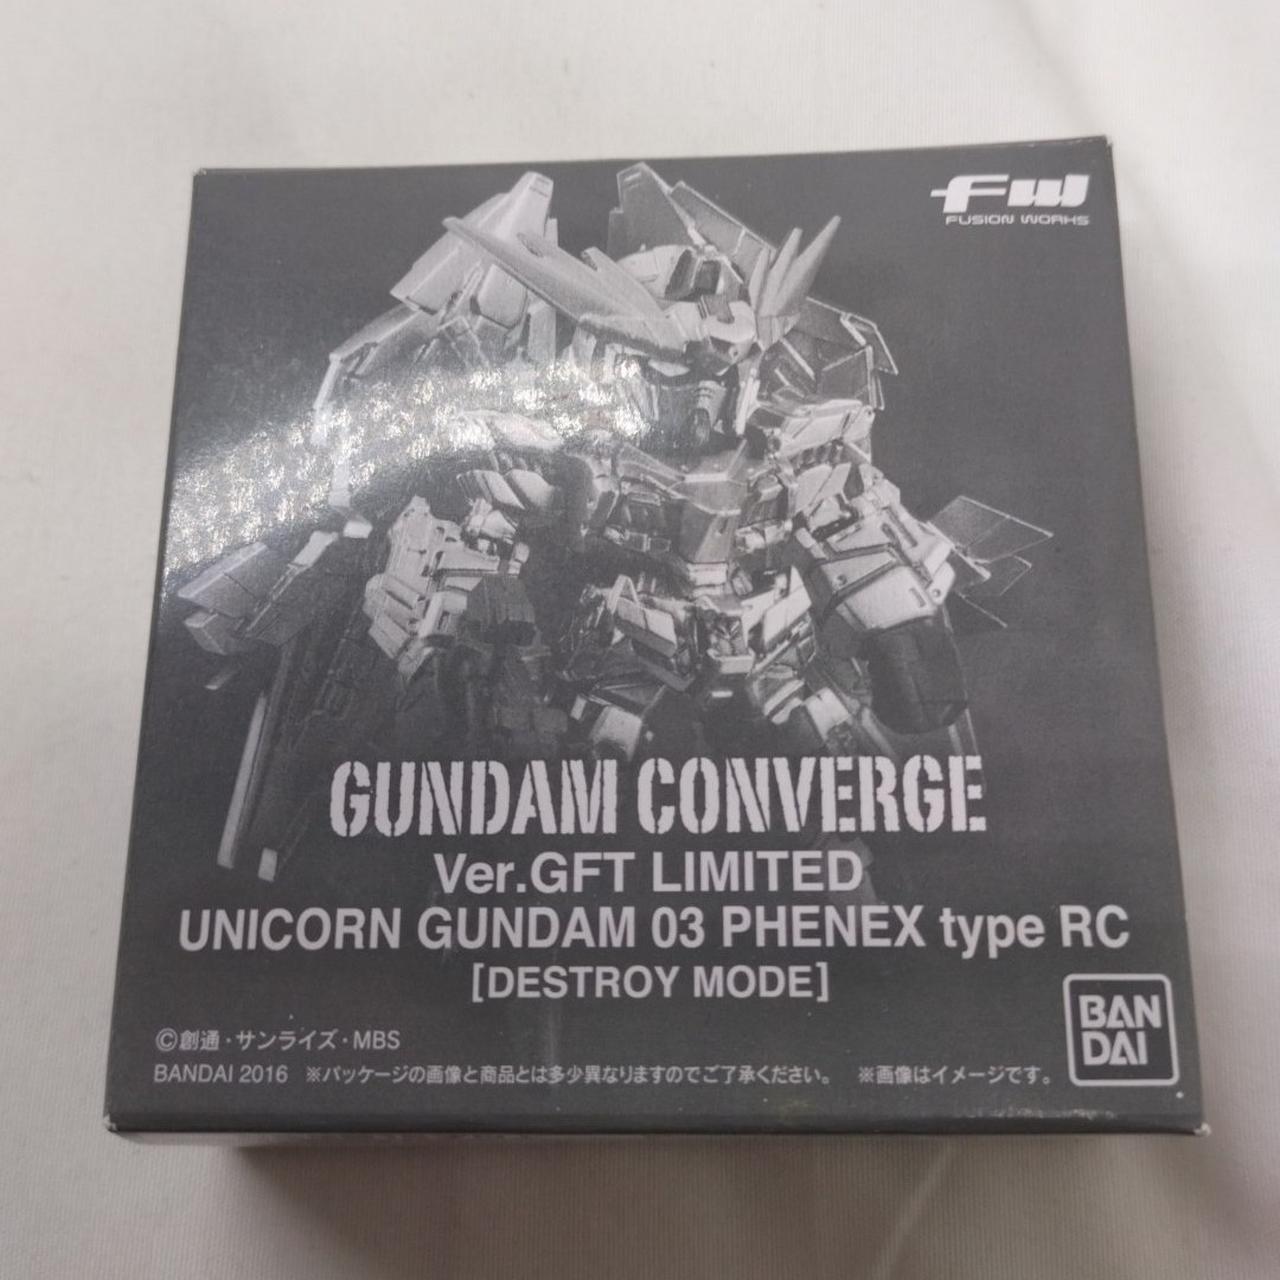 FW
FUSION WORKS
GUNDAM CONVERGE
Ver.GFT LIMITED
UNICORN GUNDAM 03 PHENEX type RC
[DESTROY MODE]
©創通・サンライズ・MBS
BANDAI 2016 ※パッケージの画像と商品とは多少異なりますのでご了承ください。 ※画像はイメージです。
BAN
DAI